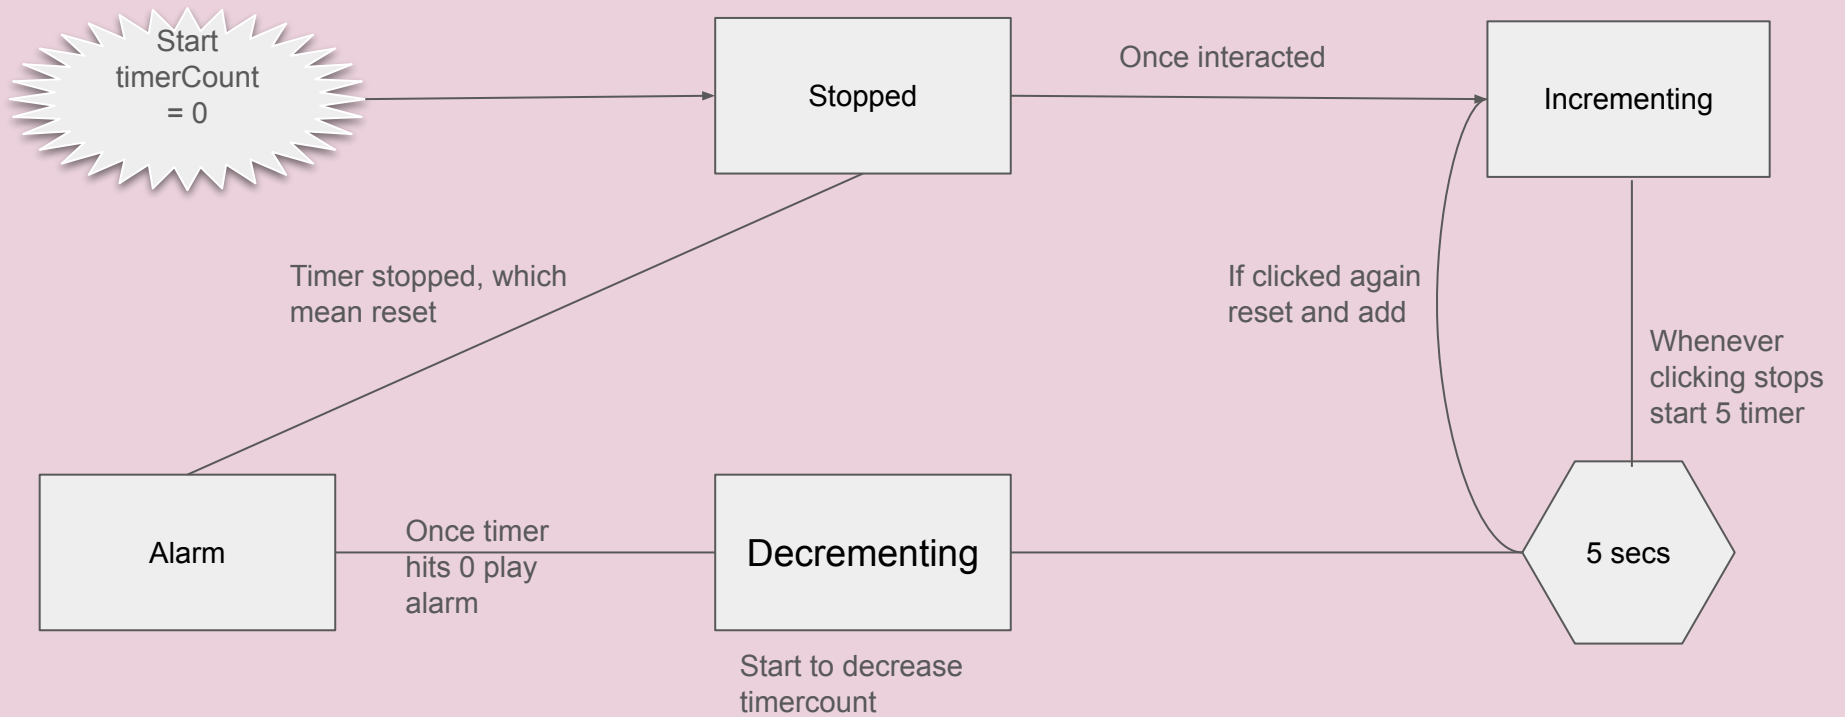 Start
timerCount
= 0
Stopped
Once interacted
Incrementing
Timer stopped, which
mean reset
If clicked again
reset and add
Whenever
clicking stops
start 5 timer
Alarm
Once timer
hits 0 play
alarm
Decrementing
5 secs
Start to decrease
timercount